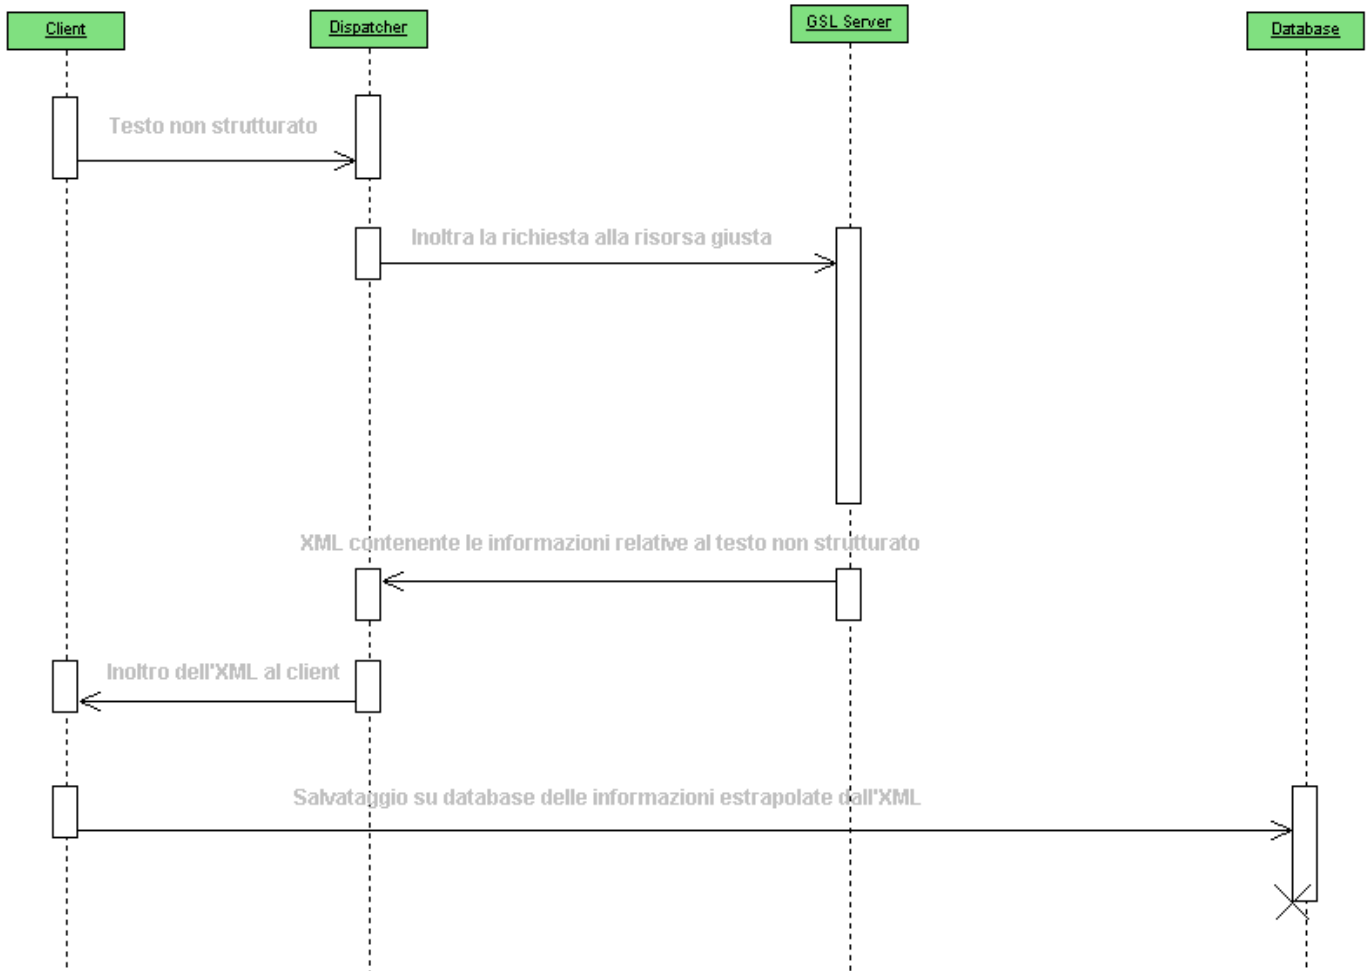 Client
Dispatcher
GSL Server
Database
Testo non strutturato
Inoltra la richiesta alla risorsa giusta
XML contenente le informazioni relative al testo non strutturato
Inoltro dell'XML al client
Salvataggio su database delle informazioni estrapolate dall'XML